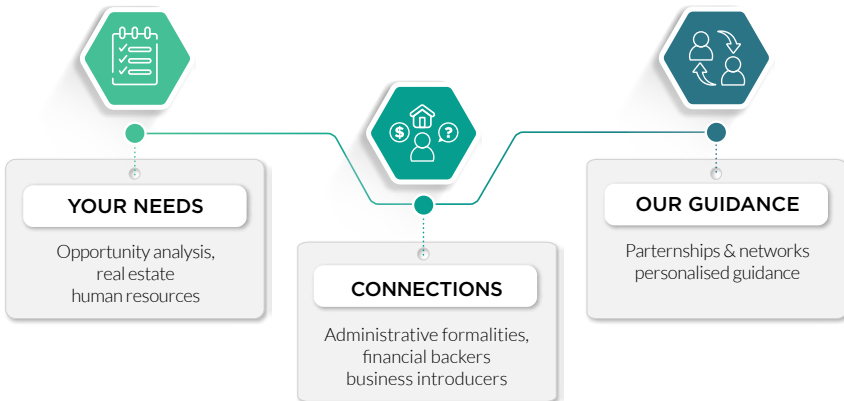 YOUR NEEDS
Opportunity analysis,
real estate
human resources
$
?
CONNECTIONS
Administrative formalities,
financial backers
business introducers
OUR GUIDANCE
Parternships & networks
personalised guidance